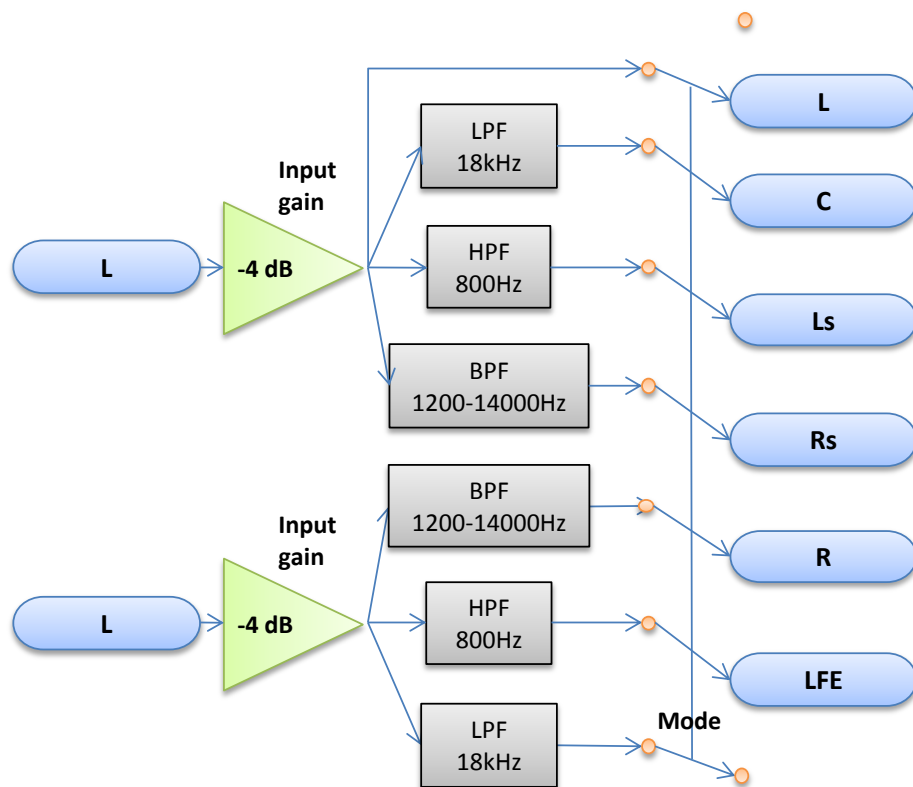 L
LPF
18kHz
C
Input
gain
HPF
800Hz
L
-4 dB
Ls
BPF
1200-14000Hz
Rs
BPF
1200-14000Hz
Input
gain
R
HPF
800Hz
L
-4 dB
LFE
Mode
LPF
18kHz